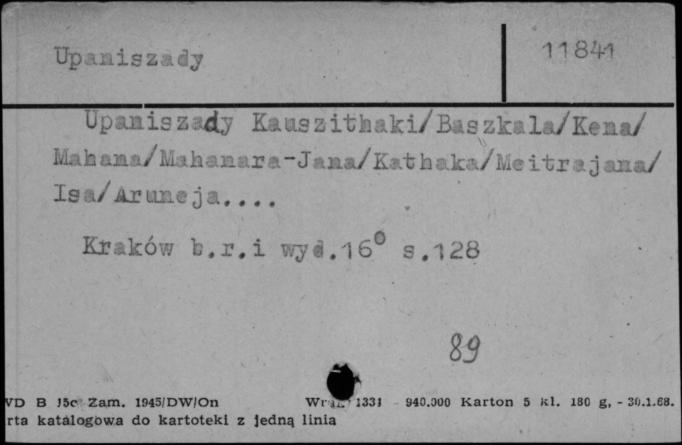 Upaniszady
11841
Upaniszady Kauszithaki/Baszkala/Kena/
Mahana/Mahanara-Jana/Kathaka/Meitrajana/
Isa/Aruneja....
Kraków b.r.i wyd.16° s.128
89
VD B 15c Zam. 1945/DW/On 1331 - 940.000 Karton 5 kl. 180 g, - 30.1.68.
rta katalogowa do kartoteki z jedną linia